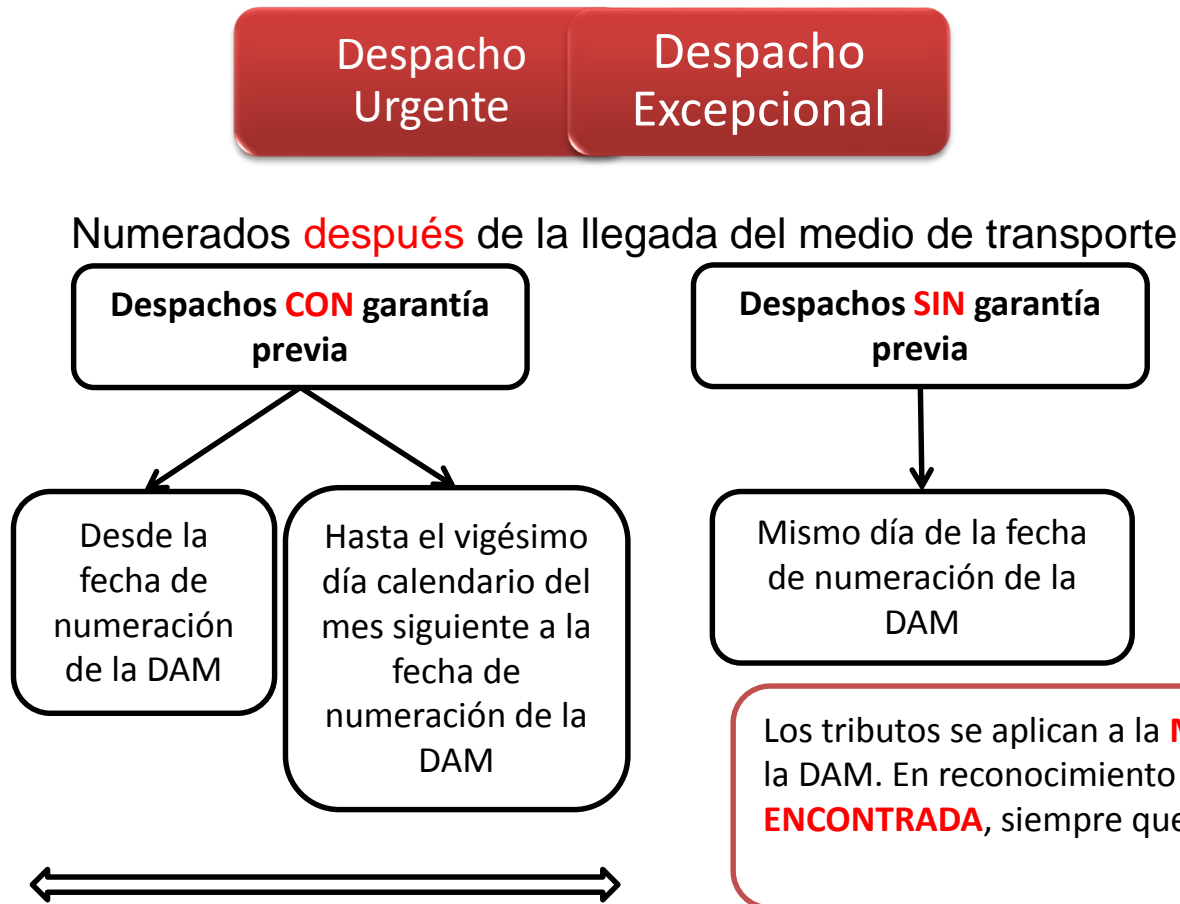 Despacho
Urgente
Despacho
Excepcional
Numerados después de la llegada del medio de transporte
Despachos CON garantía
previa
Despachos SIN garantía
previa
Desde la
fecha de
numeración
de la DAM
Hasta el vigésimo
día calendario del
mes siguiente a la
fecha de
numeración de la
DAM
Mismo día de la fecha
de numeración de la
DAM
Los tributos se aplican a la
la DAM. En reconocimiento
ENCONTRADA, siempre que